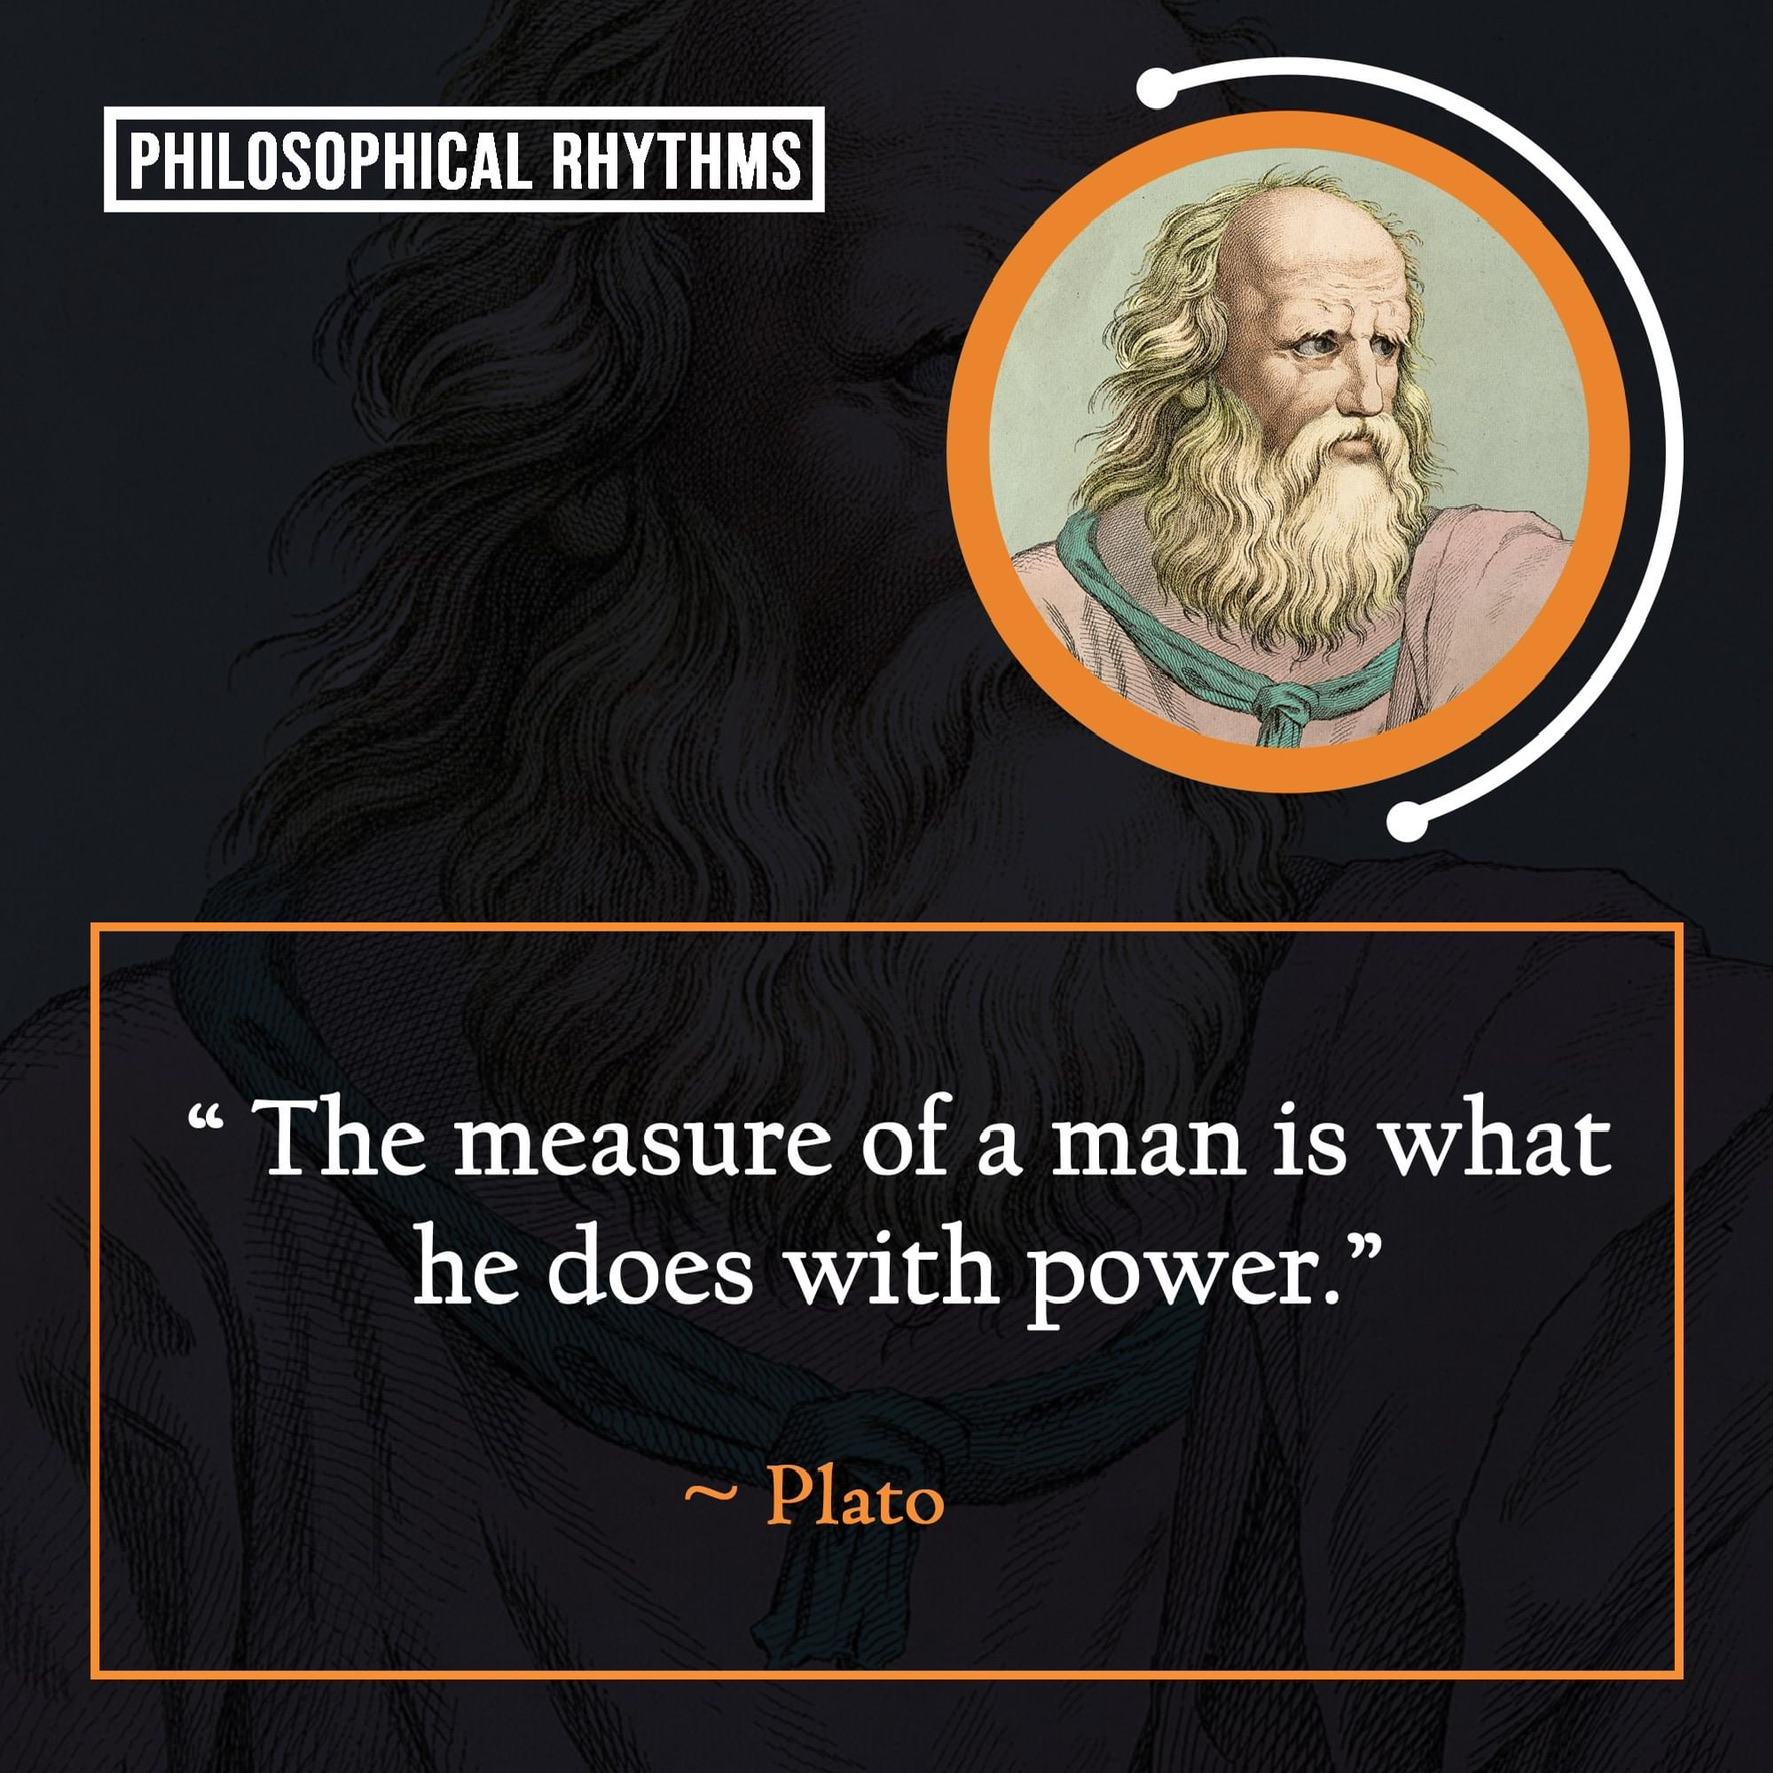 PHILOSOPHICAL RHYTHMS
“ The measure of a man is what
he does with power.”
~ Plato